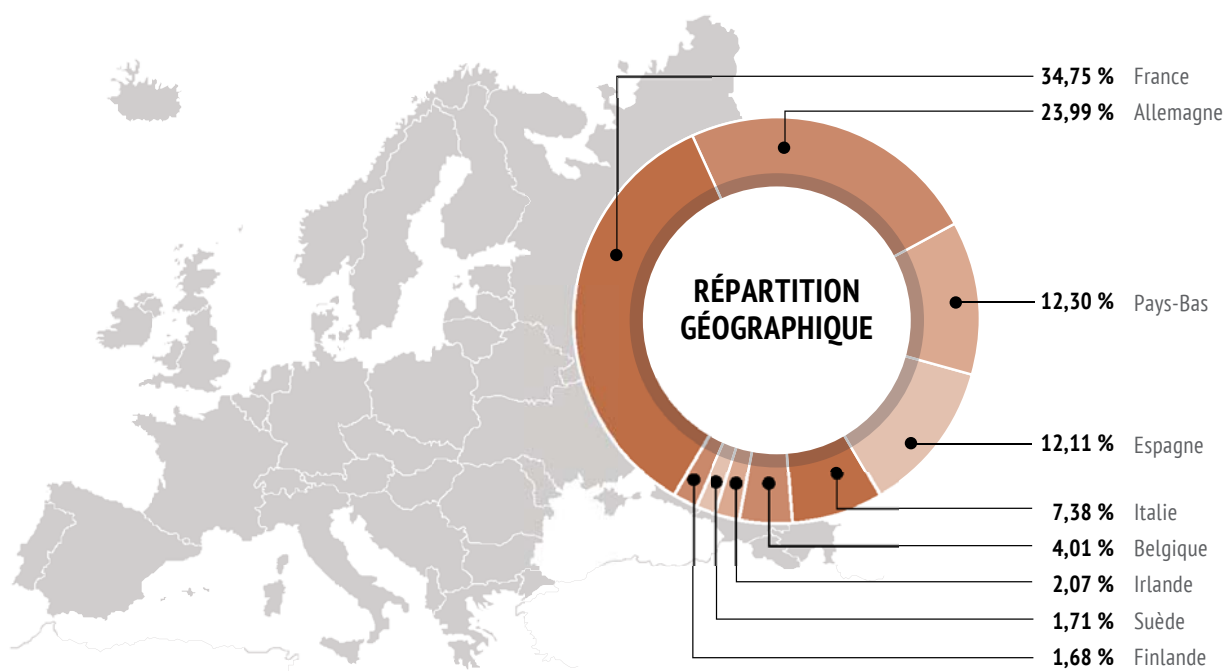 34,75 % France
23,99 % Allemagne
RÉPARTITION
GÉOGRAPHIQUE
12,30 % Pays-Bas
12,11 % Espagne
7,38 % Italie
4,01 % Belgique
2,07 % Irlande
1,71 % Suède
1,68 % Finlande